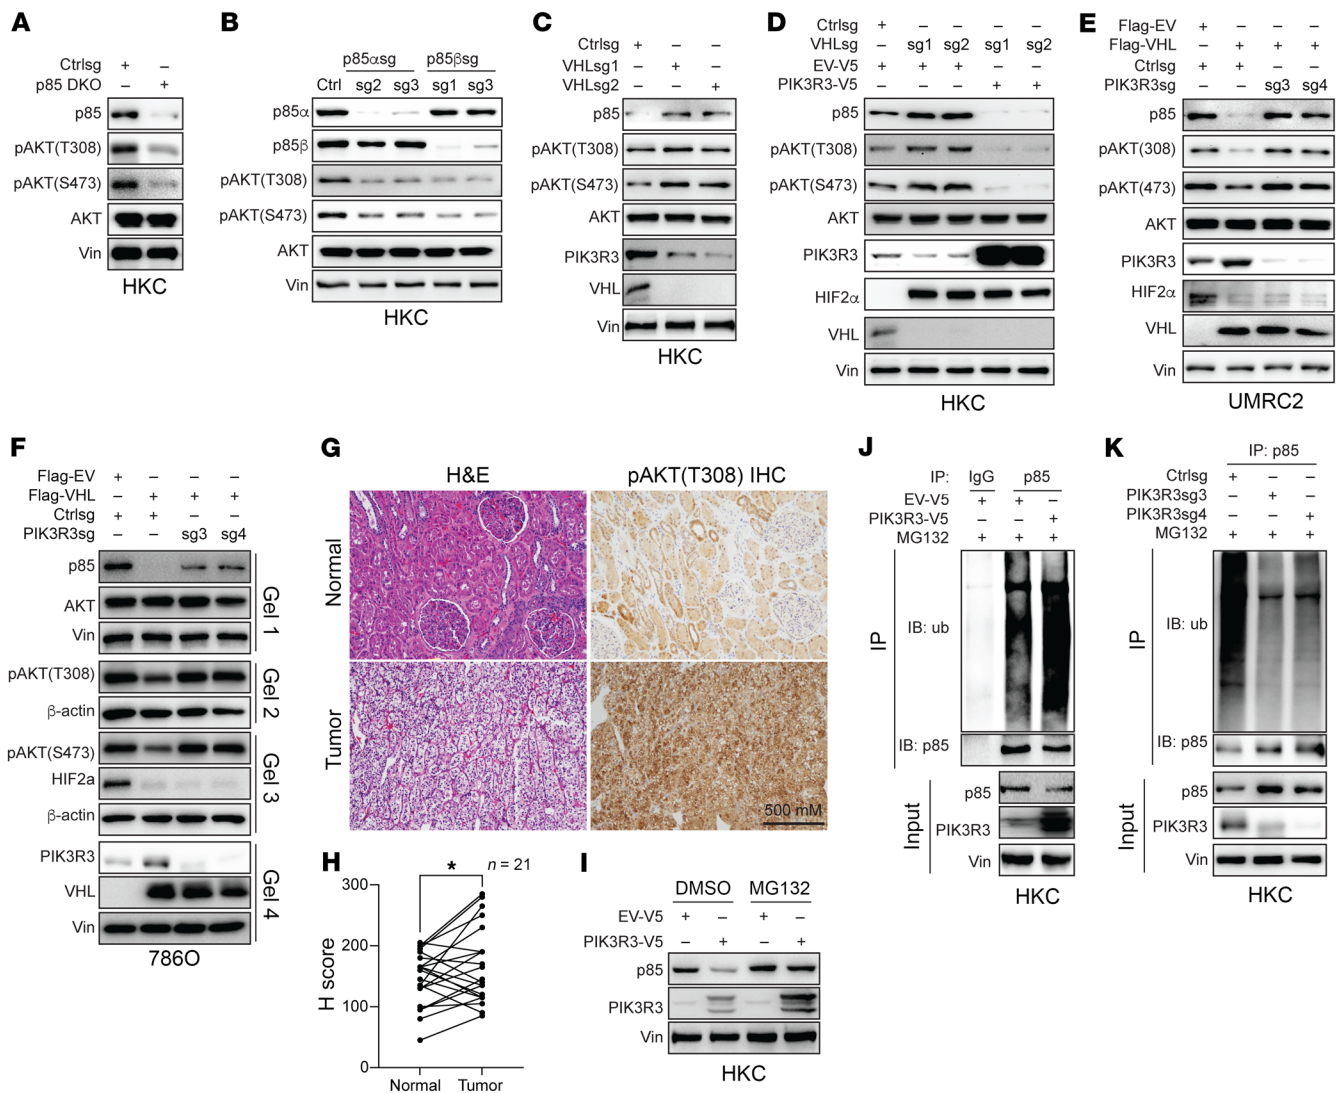 A
Ctrlsg + –
p85 DKO – +
p85
pAKT(T308)
pAKT(S473)
AKT
Vin
HKC
B
p85αsg p85βsg
Ctrl sg2 sg3 sg1 sg3
p85α
p85β
pAKT(T308)
pAKT(S473)
AKT
Vin
HKC
C
Ctrlsg + – –
VHLsg1 – + –
VHLsg2 – – +
p85
pAKT(T308)
pAKT(S473)
AKT
PIK3R3
VHL
Vin
HKC
D
Ctrlsg + – – – –
VHLsg – sg1 sg2 sg1 sg2
EV-V5 + + + – –
PIK3R3-V5 – – – + +
p85
pAKT(T308)
pAKT(S473)
AKT
PIK3R3
HIF2α
VHL
Vin
HKC
E
Flag-EV + – – –
Flag-VHL – + + +
Ctrlsg + + – –
PIK3R3sg – – sg3 sg4
p85
pAKT(308)
pAKT(473)
AKT
PIK3R3
HIF2α
VHL
Vin
UMRC2
F
Flag-EV + – – –
Flag-VHL – + + +
Ctrlsg + + – –
PIK3R3sg – – sg3 sg4
p85
AKT
Vin
Gel 1
pAKT(T308)
β-actin
Gel 2
pAKT(S473)
HIF2a
β-actin
Gel 3
PIK3R3
VHL
Vin
Gel 4
786O
G
H&E pAKT(T308) IHC
Normal
Tumor
500 mM
H
* n = 21
H score
300
200
100
0
Normal Tumor
I
DMSO MG132
EV-V5 + – + –
PIK3R3-V5 – + – +
p85
PIK3R3
Vin
HKC
J
IP: IgG p85
EV-V5 + + –
PIK3R3-V5 – – +
MG132 + + +
IP
IB: ub
IB: p85
Input
p85
PIK3R3
Vin
HKC
K
IP: p85
Ctrlsg + – –
PIK3R3sg3 – + –
PIK3R3sg4 – – +
MG132 + + +
IP
IB: ub
IB: p85
Input
p85
PIK3R3
Vin
HKC